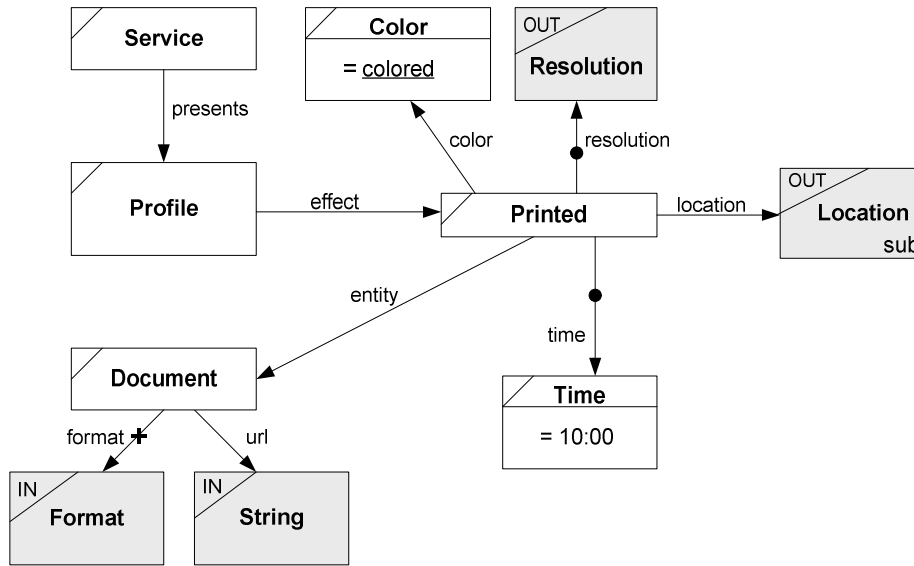 Service
Color
= colored
OUT
Resolution
presents
color
resolution
Profile
effect
Printed
location
OUT
Location
sub
entity
time
Document
Time
= 10:00
format
url
IN
Format
IN
String